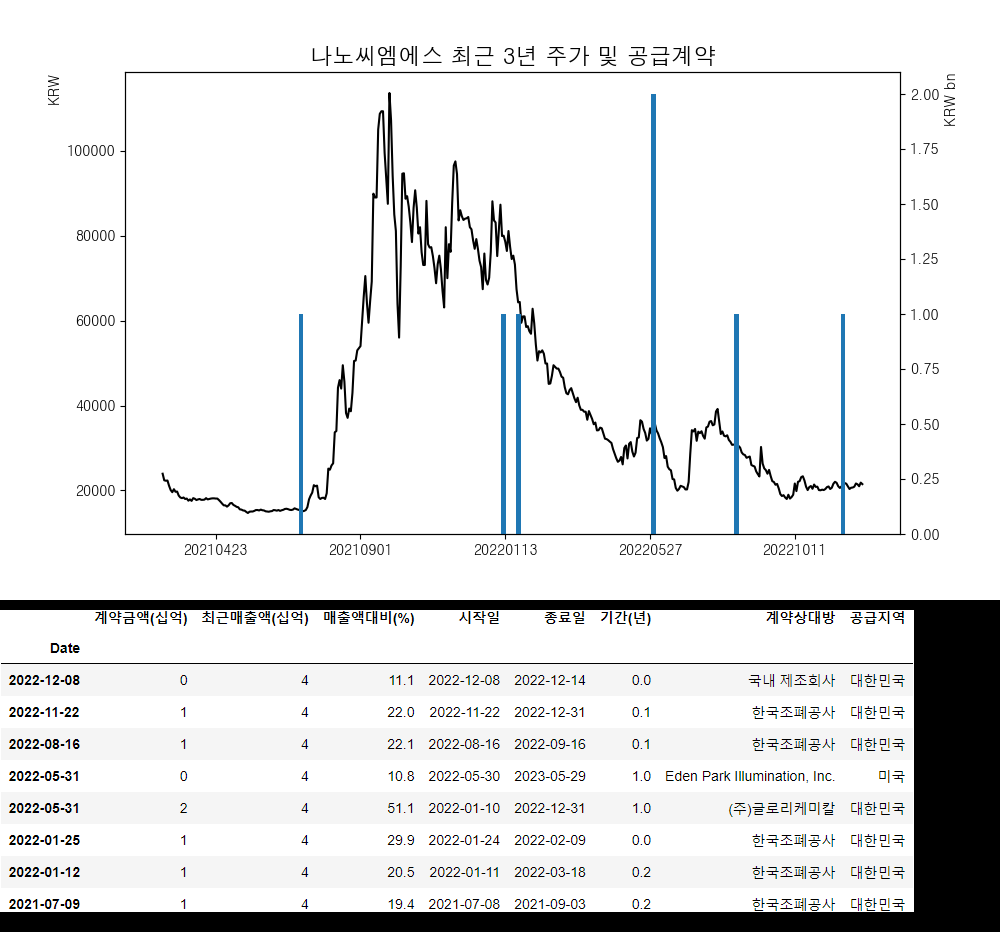 나노씨엠에스 최근 3년 주가 및 공급계약
KRW
KRW bn
100000
80000
60000
40000
20000
2.00
1.75
1.50
1.25
1.00
0.75
0.50
0.25
0.00
20210423 20210901 20220113 20220527 20221011
계약금액(십억) 최근매출액(십억) 매출액대비(%) 시작일 종료일 기간(년) 계약상대방 공급지역
Date
2022-12-08 0 4 11.1 2022-12-08 2022-12-14 0.0 국내 제조회사 대한민국
2022-11-22 1 4 22.0 2022-11-22 2022-12-31 0.1 한국조폐공사 대한민국
2022-08-16 1 4 22.1 2022-08-16 2022-09-16 0.1 한국조폐공사 대한민국
2022-05-31 0 4 10.8 2022-05-30 2023-05-29 1.0 Eden Park Illumination, Inc. 미국
2022-05-31 2 4 51.1 2022-01-10 2022-12-31 1.0 (주)글로리케미칼 대한민국
2022-01-25 1 4 29.9 2022-01-24 2022-02-09 0.0 한국조폐공사 대한민국
2022-01-12 1 4 20.5 2022-01-11 2022-03-18 0.2 한국조폐공사 대한민국
2021-07-09 1 4 19.4 2021-07-08 2021-09-03 0.2 한국조폐공사 대한민국